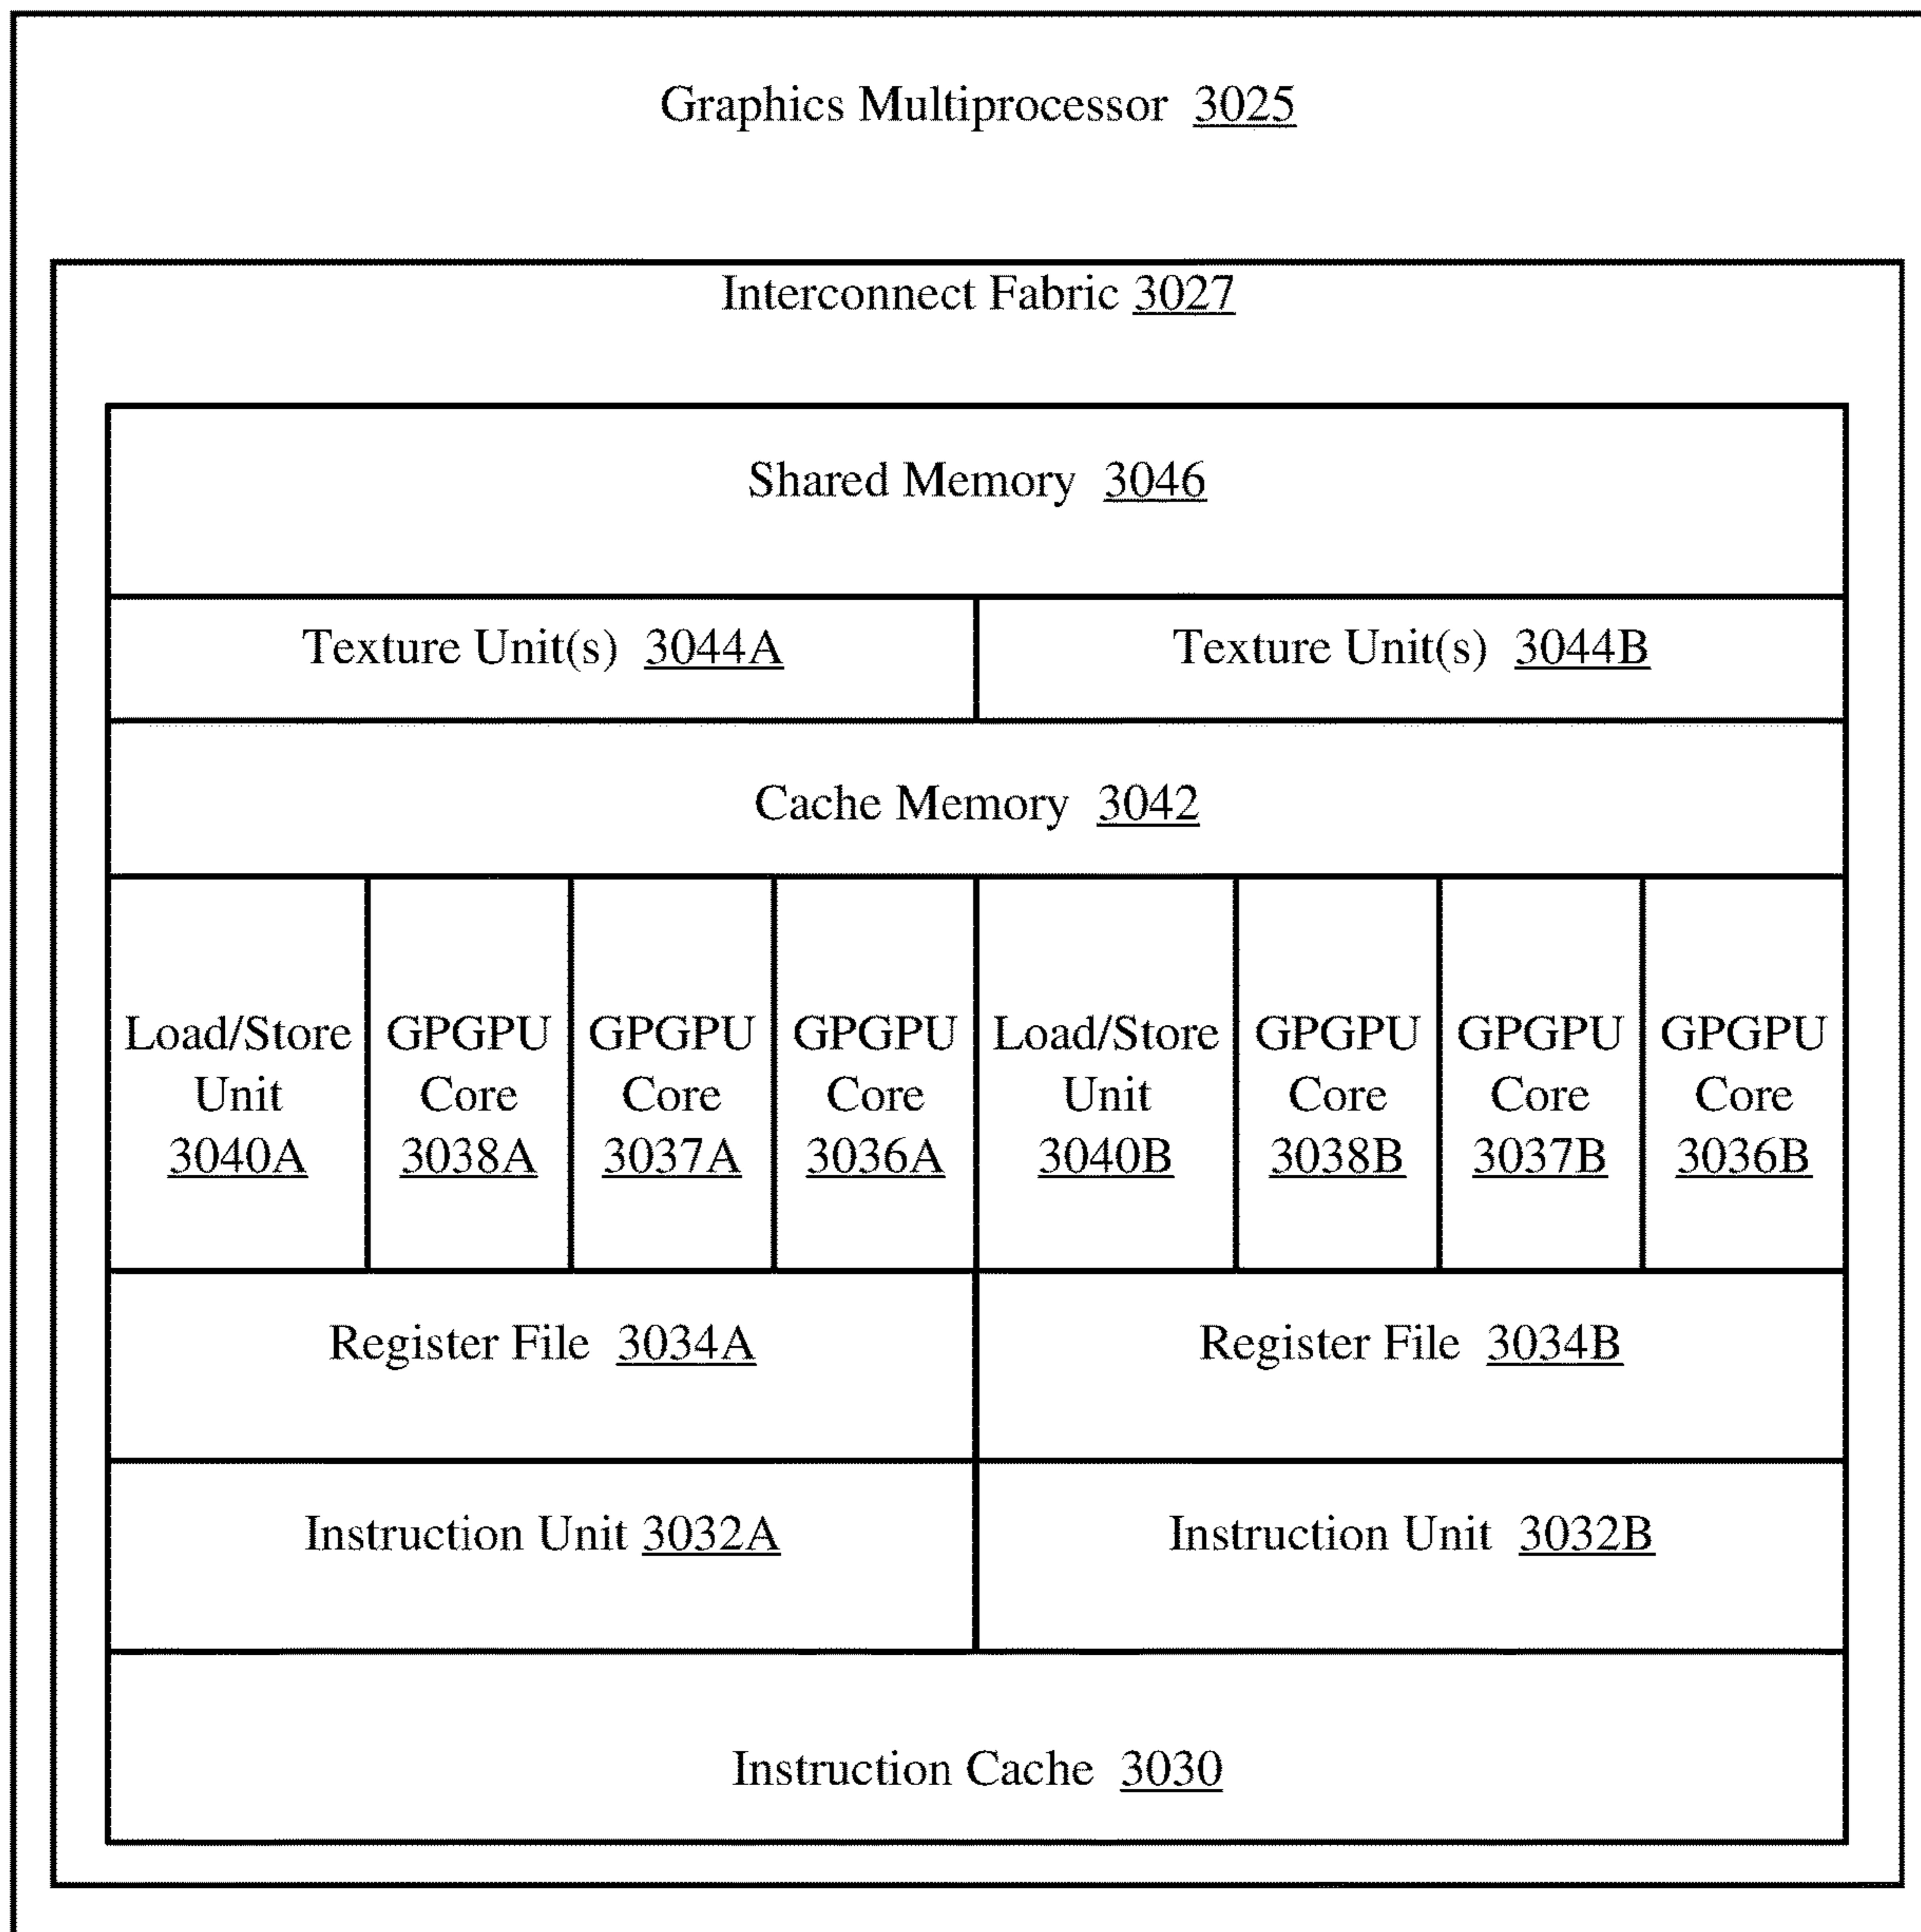 Graphics Multiprocessor 3025
Interconnect Fabric 3027
Shared Memory 3046
Texture Unit(s) 3044A
Texture Unit(s) 3044B
Cache Memory 3042
Load/Store
Unit
3040A
GPGPU
Core
3038A
GPGPU
Core
3037A
GPGPU
Core
3036A
Load/Store
Unit
3040B
GPGPU
Core
3038B
GPGPU
Core
3037B
GPGPU
Core
3036B
Register File 3034A
Register File 3034B
Instruction Unit 3032A
Instruction Unit 3032B
Instruction Cache 3030